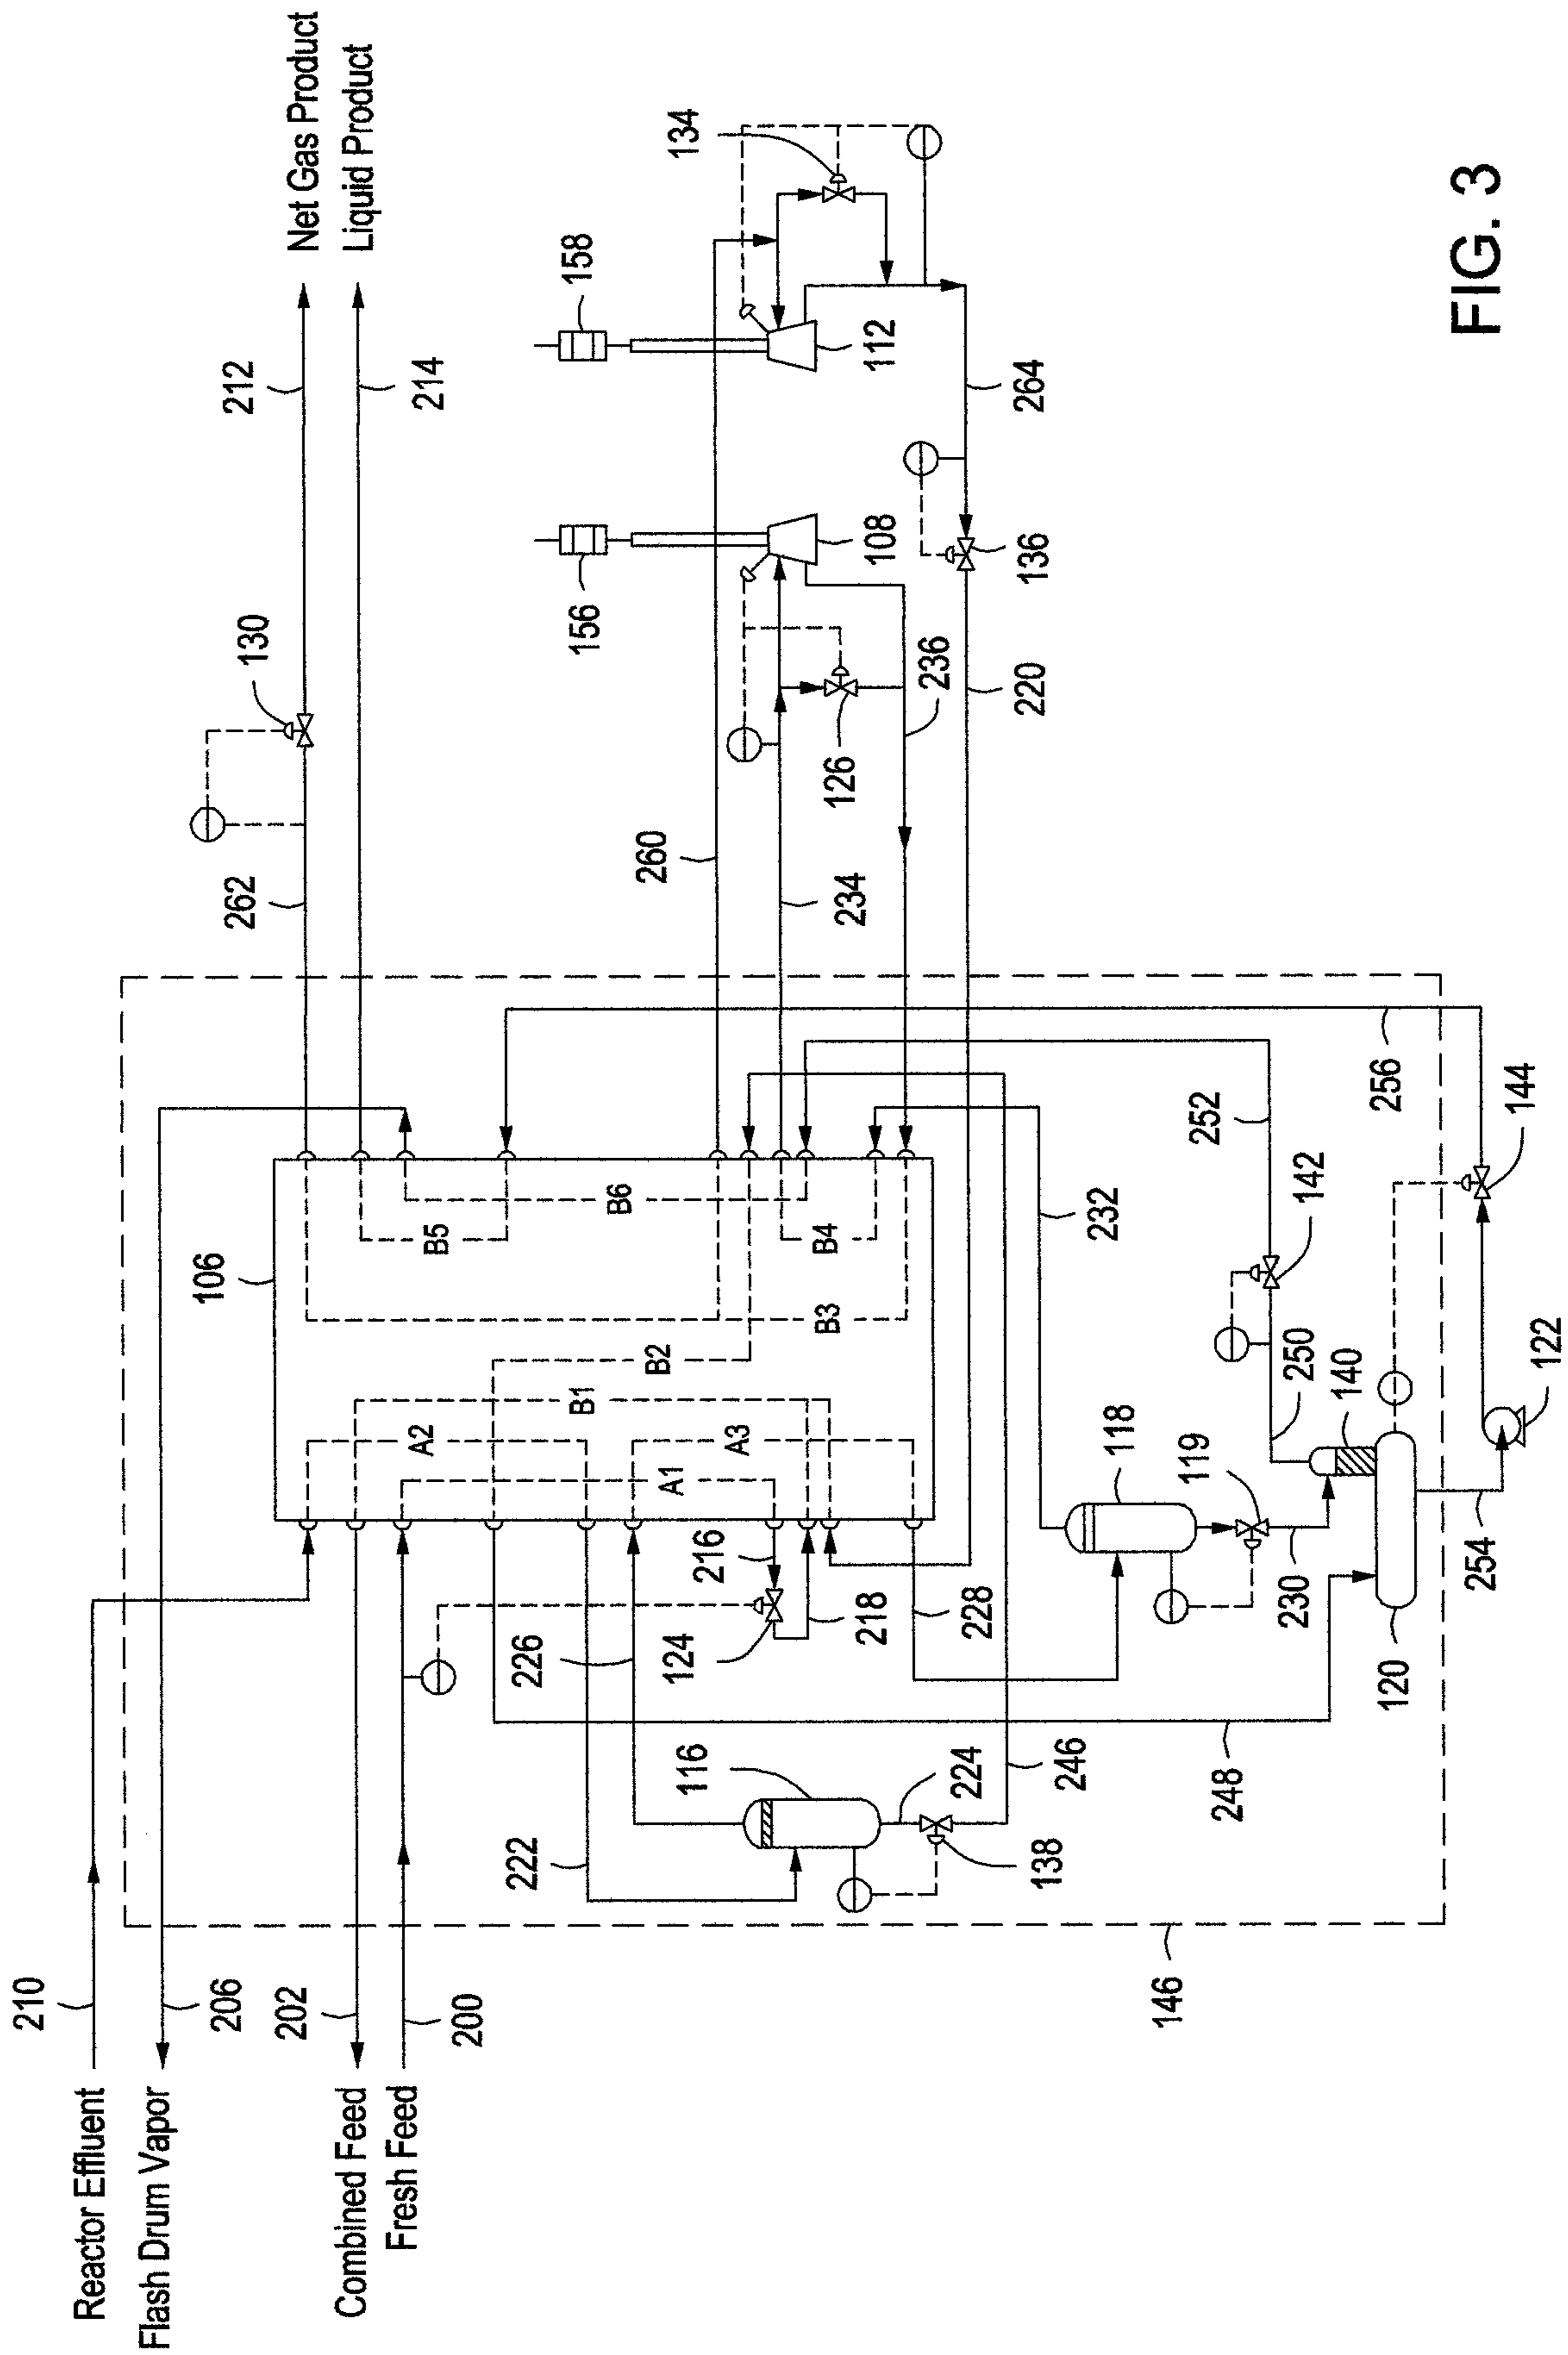 Net Gas Product
Liquid Product
212
214
130
262
134
158
112
264
156
108
136
126
236
220
260
234
106
B5
B6
B4
B3
B2
B1
A2
A3
A1
232
252
256
144
142
250
140
122
118
119
230
254
120
216
218
124
228
226
222
116
224
138
246
248
146
210
206
202
200
Reactor Effluent
Flash Drum Vapor
Combined Feed
Fresh Feed
FIG. 3